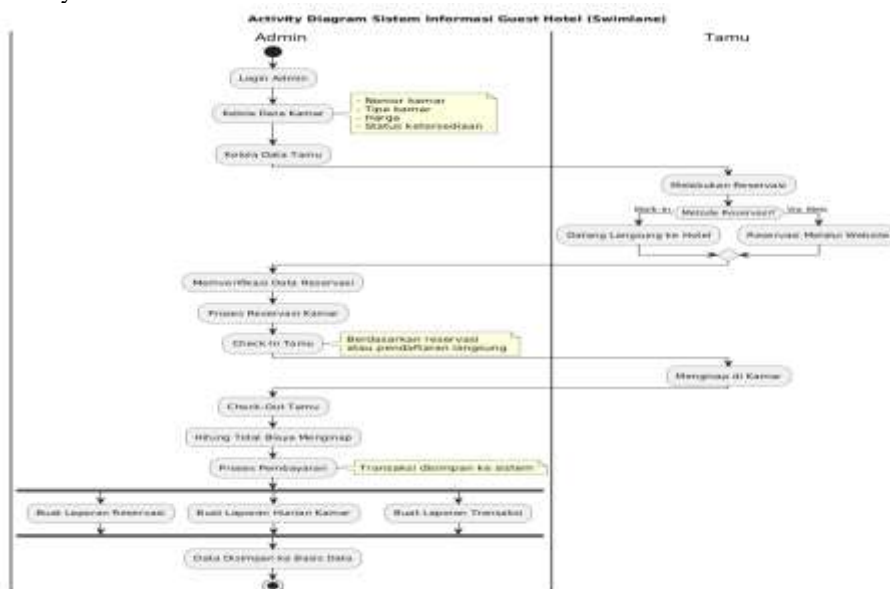 Activity Diagram Sistem Informasi Guest Hotel (Swimlane)
Admin
Tamu
Login Admin
Kelola Data Kamar
- Nomor kamar
- Tipe kamar
- Harga
- Status ketersediaan
Kelola Data Tamu
Melakukan Reservasi
Walk-In
Metode Reservasi?
Via Web
Datang Langsung ke Hotel
Reservasi Melalui Website
Memverifikasi Data Reservasi
Proses Reservasi Kamar
Check-In Tamu
Berdasarkan reservasi
atau pendaftaran langsung
Menginap di Kamar
Check-Out Tamu
Hitung Total Biaya Menginap
Proses Pembayaran
Transaksi disimpan ke sistem
Buat Laporan Reservasi
Buat Laporan Hunian Kamar
Buat Laporan Transaksi
Data Disimpan ke Basis Data